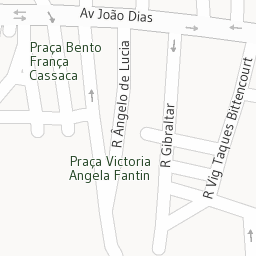 Av João Dias
Praça Bento
França
Cassaca
R Ângelo de Lucia
R Gibraltar
R Vig Taques Bittencourt
Praça Victoria
Angela Fantin